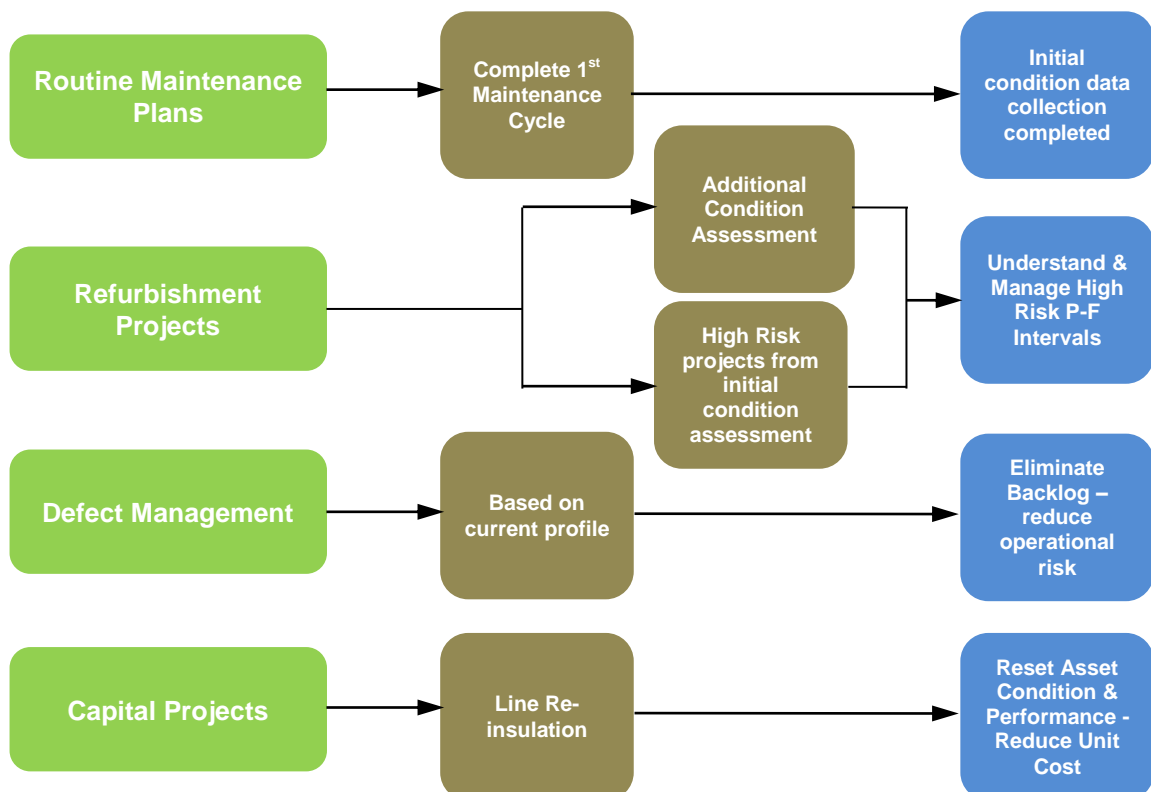 Routine Maintenance
Plans
Complete 1st
Maintenance
Cycle
Initial
condition data
collection
completed
Refurbishment
Projects
Additional
Condition
Assessment
High Risk
projects from
initial
condition
assessment
Understand &
Manage High
Risk P-F
Intervals
Defect Management
Based on
current profile
Eliminate
Backlog –
reduce
operational
risk
Capital Projects
Line Re-
insulation
Reset Asset
Condition &
Performance -
Reduce Unit
Cost